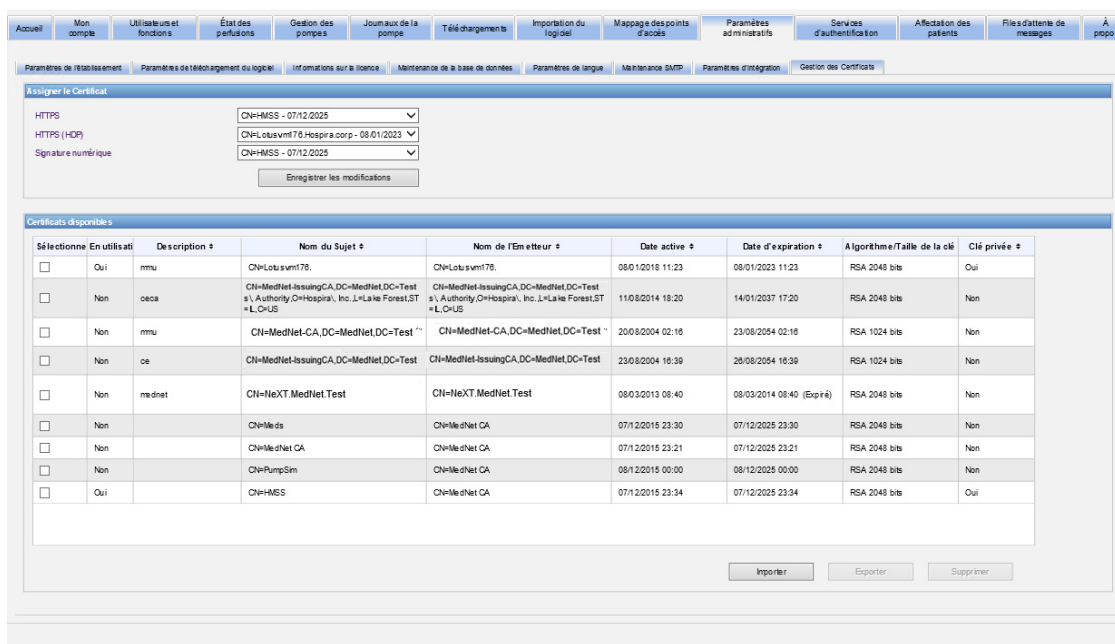 Accueil
Mon compte
Utilisateurs et fonctions
État des perfusions
Gestion des pompes
Journaux de la pompe
Téléchargements
Importation du logiciel
Mappage des points d'accès
Paramètres administratifs
Services d'authentification
Affectation des patients
Files d'attente de messages
À propo
Paramètres de l'établissement
Paramètres de téléchargement du logiciel
Informations sur la licence
Maintenance de la base de données
Paramètres de langue
Maintenance SMTP
Paramètres d'intégration
Gestion des Certificats
Assigner le Certificat
HTTPS CN=HMSS - 07/12/2025
HTTPS (HDP) CN=Lotusvm176.Hospira.corp - 08/01/2023
Signature numérique CN=HMSS - 07/12/2025
Enregistrer les modifications
Certificats disponibles
Sélectionne En utilisati Description Nom du Sujet Nom de l'Emetteur Date active Date d'expiration Algorithme/Taille de la clé Clé privée
Oui mmu CN=Lotusvm176. CN=Lotusvm176. 08/01/2018 11:23 08/01/2023 11:23 RSA 2048 bits Oui
Non ceca CN=MedNet-IssuingCA,DC=MedNet,DC=Test s\, Authority,O=Hospira\, Inc.,L=Lake Forest,ST =IL,C=US CN=MedNet-IssuingCA,DC=MedNet,DC=Test s\, Authority,O=Hospira\, Inc.,L=Lake Forest,ST =IL,C=US 11/08/2014 18:20 14/01/2037 17:20 RSA 2048 bits Non
Non mmu CN=MedNet-CA,DC=MedNet,DC=Test CN=MedNet-CA,DC=MedNet,DC=Test 20/08/2004 02:16 23/08/2054 02:16 RSA 1024 bits Non
Non ce CN=MedNet-IssuingCA,DC=MedNet,DC=Test CN=MedNet-IssuingCA,DC=MedNet,DC=Test 23/08/2004 16:39 26/08/2054 16:39 RSA 1024 bits Non
Non mednet CN=NeXT.MedNet.Test CN=NeXT.MedNet.Test 08/03/2013 08:40 08/03/2014 08:40 (Expiré) RSA 2048 bits Non
Non CN=Meds CN=MedNet CA 07/12/2015 23:30 07/12/2025 23:30 RSA 2048 bits Non
Non CN=MedNet CA CN=MedNet CA 07/12/2015 23:21 07/12/2025 23:21 RSA 2048 bits Non
Non CN=PumpSim CN=MedNet CA 08/12/2015 00:00 08/12/2025 00:00 RSA 2048 bits Non
Oui CN=HMSS CN=MedNet CA 07/12/2015 23:34 07/12/2025 23:34 RSA 2048 bits Oui
Importer
Exporter
Supprimer